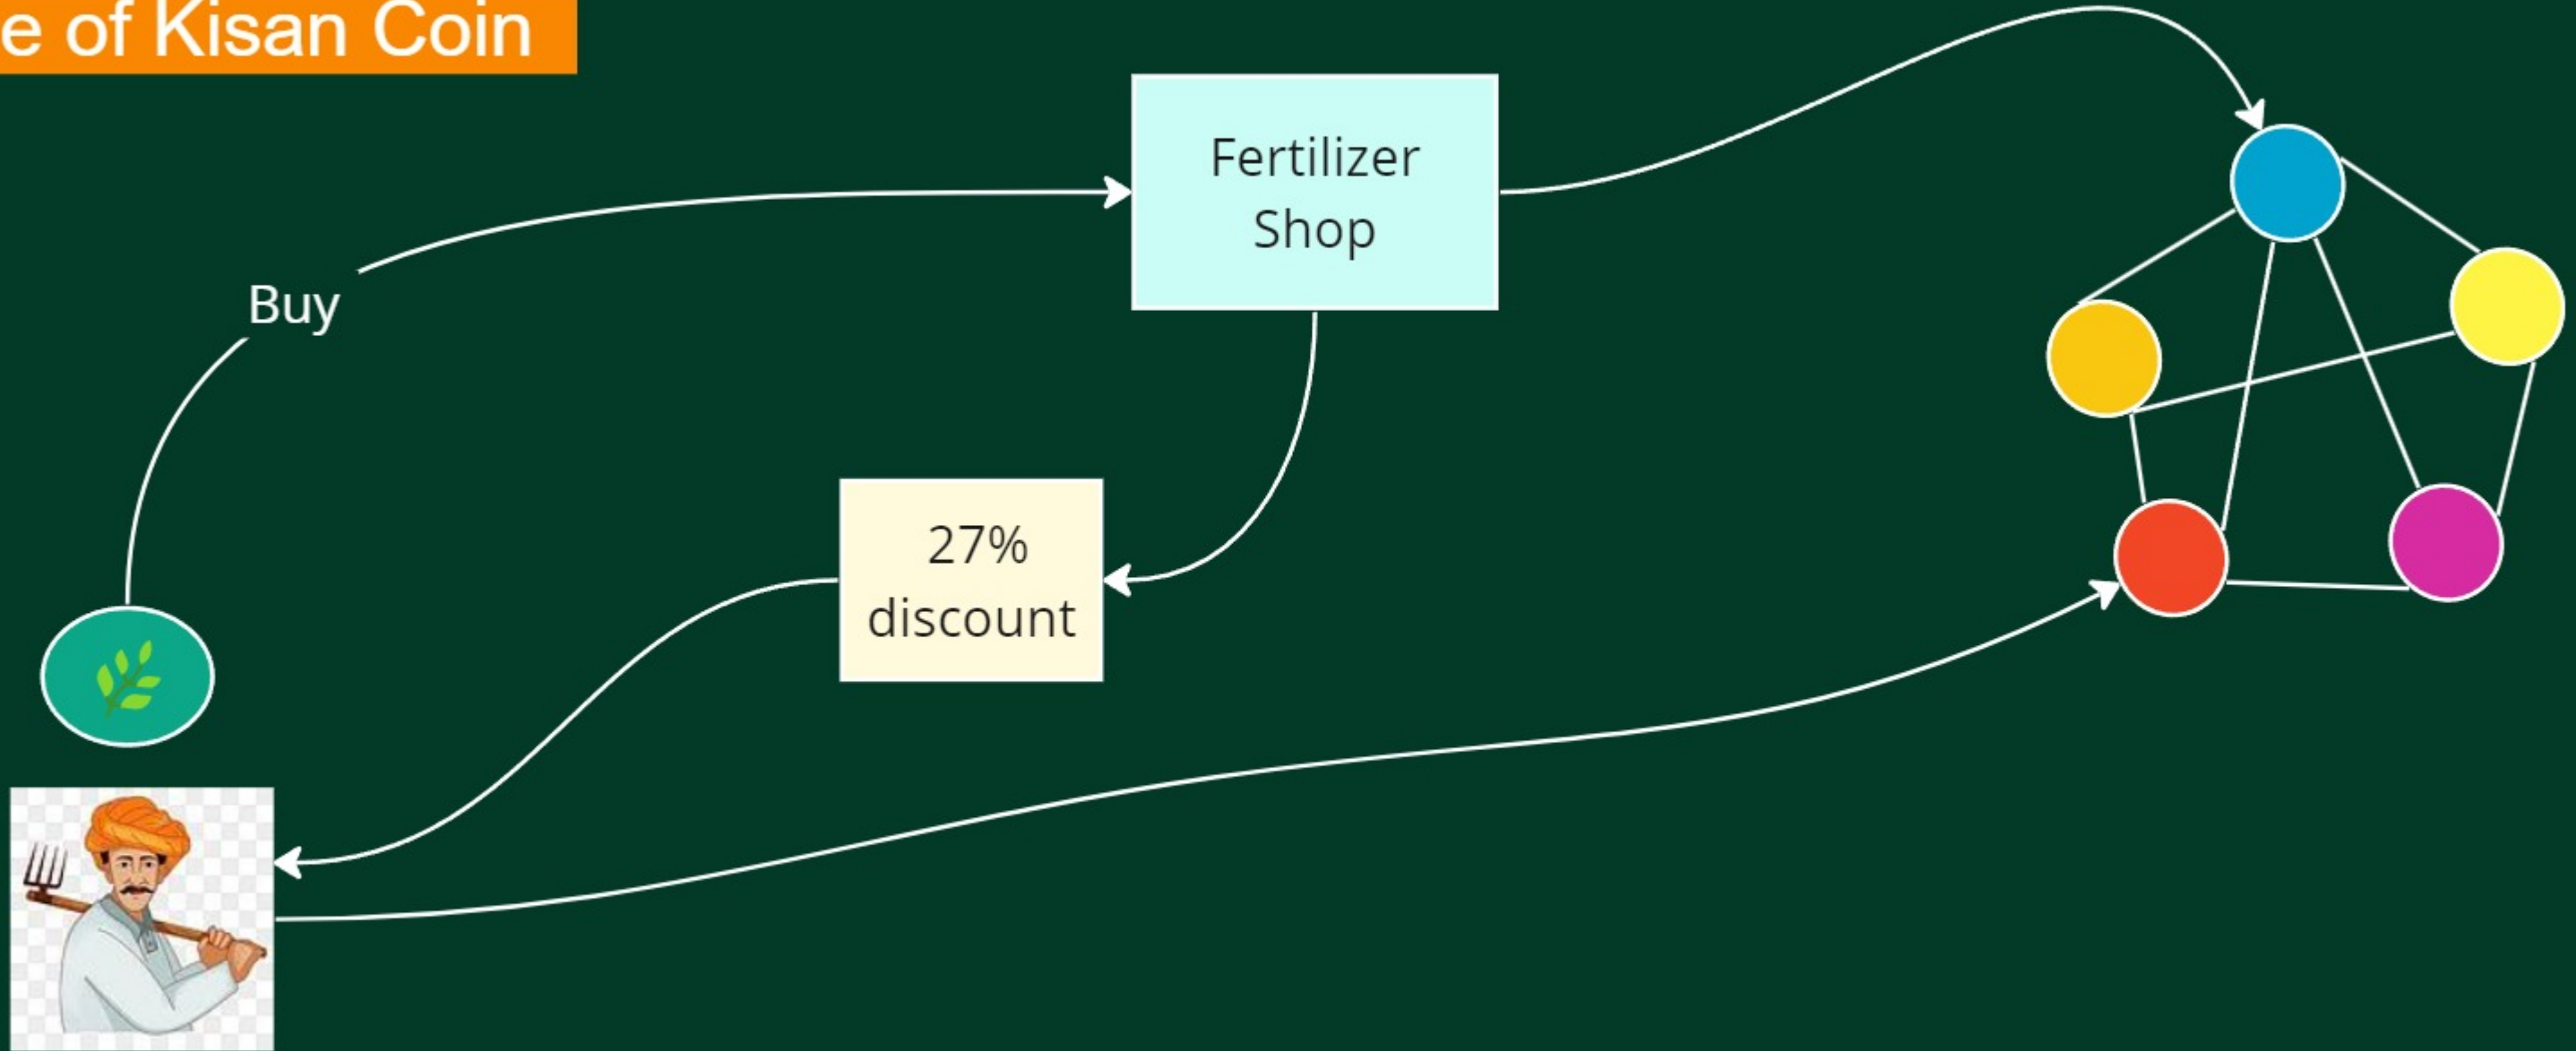 e of Kisan Coin
Fertilizer
Shop
Buy
27%
discount